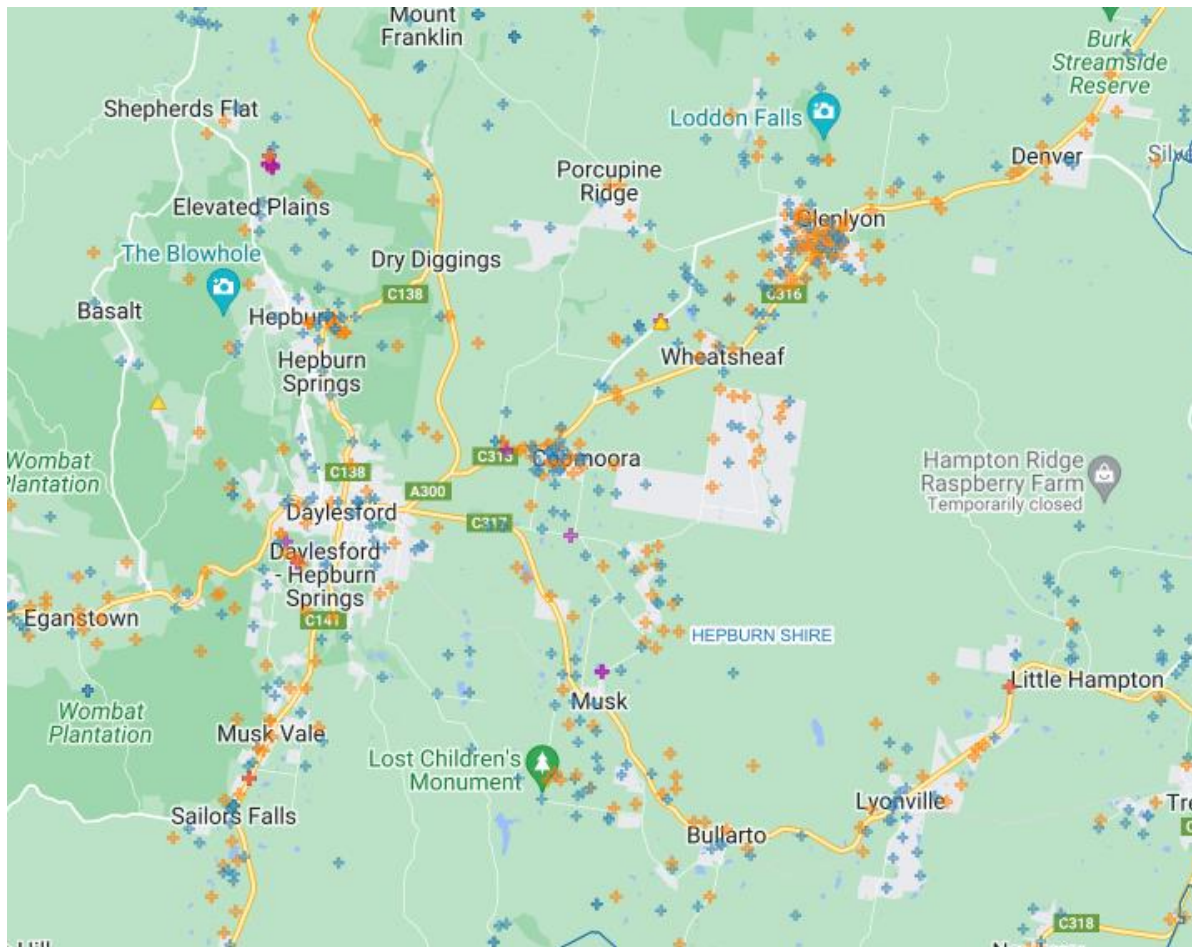 Mount
Franklin
Burk
Streamside
Reserve
Shepherds Flat
Loddon Falls
Denver
Porcupine
Ridge
Elevated Plains
Glenlyon
The Blowhole
Dry Diggings
C138
C316
Basalt
Hepburn
Wheatsheaf
Hepburn
Springs
C138
Coomoora
Wombat
Plantation
A300
Hampton Ridge
Raspberry Farm
Temporarily closed
Daylesford
C317
Daylesford
- Hepburn
Springs
Eganstown
C141
HEPBURN SHIRE
Little Hampton
Musk
Wombat
Plantation
Musk Vale
Lost Children's
Monument
Lyonville
Sailors Falls
Bullarto
C318